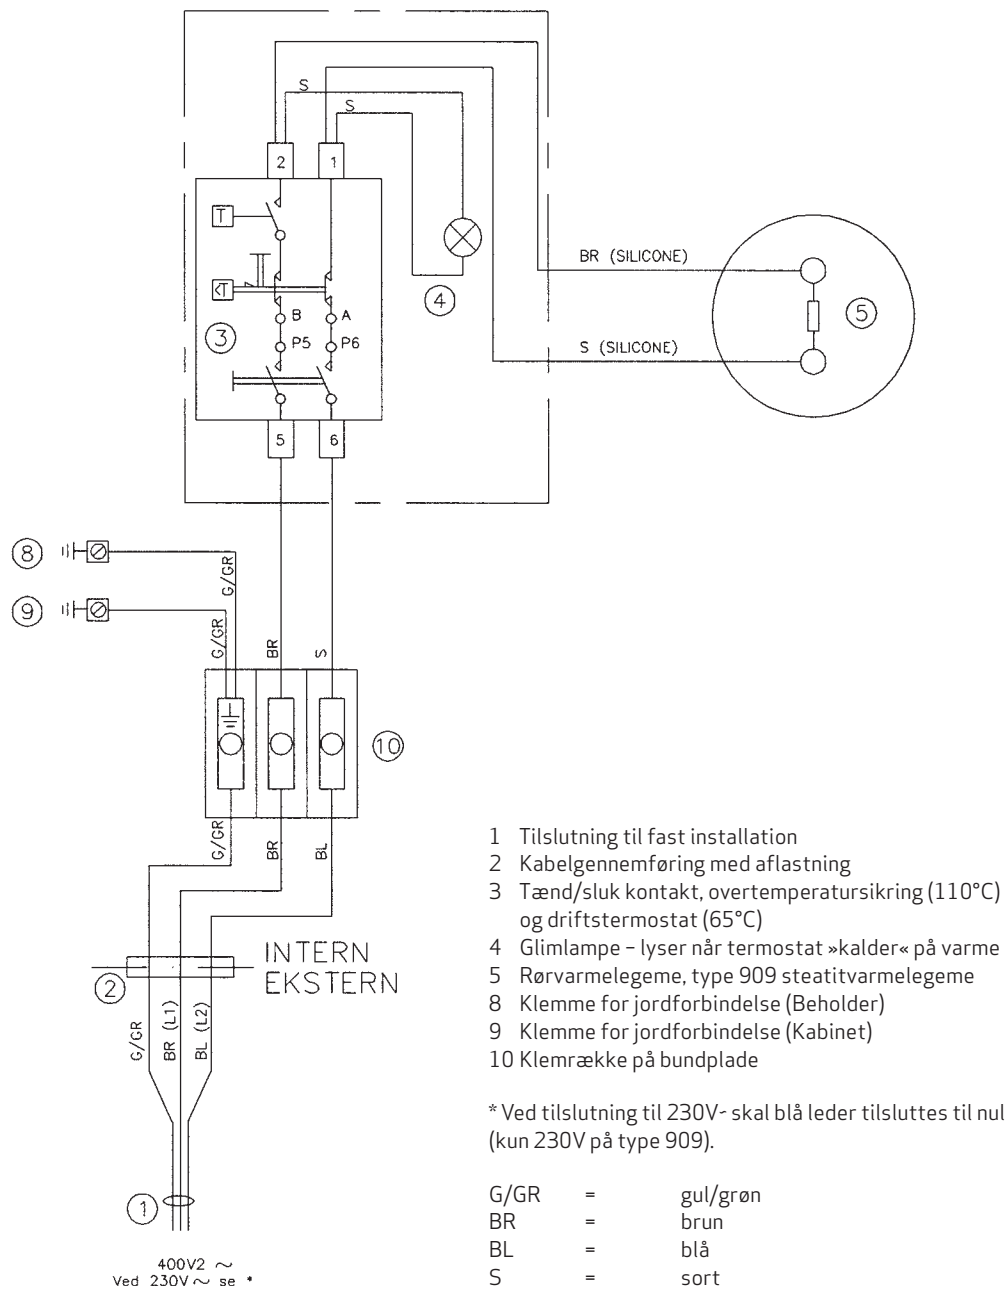 S
S
2 1
T
BR (SILICONE)
4
<T
5
B A
3
P5 P6
S (SILICONE)
5 6
8
G/GR
9
G/GR BR S
10
G/GR BR BL
INTERN
EKSTERN
2
G/GR BR (L1) BL (L2)
1
400V2 ~
Ved 230V ~ se *
1 Tilslutning til fast installation
2 Kabelgennemføring med aflastning
3 Tænd/sluk kontakt, overtemperatursikring (110°C)
og driftstermostat (65°C)
4 Glimlampe – lyser når termostat »kalder« på varme
5 Rørvarmelegeme, type 909 steatitvarmelegeme
8 Klemme for jordforbindelse (Beholder)
9 Klemme for jordforbindelse (Kabinet)
10 Klemrække på bundplade
* Ved tilslutning til 230V- skal blå leder tilsluttes til nul
(kun 230V på type 909).
G/GR = gul/grøn
BR = brun
BL = blå
S = sort